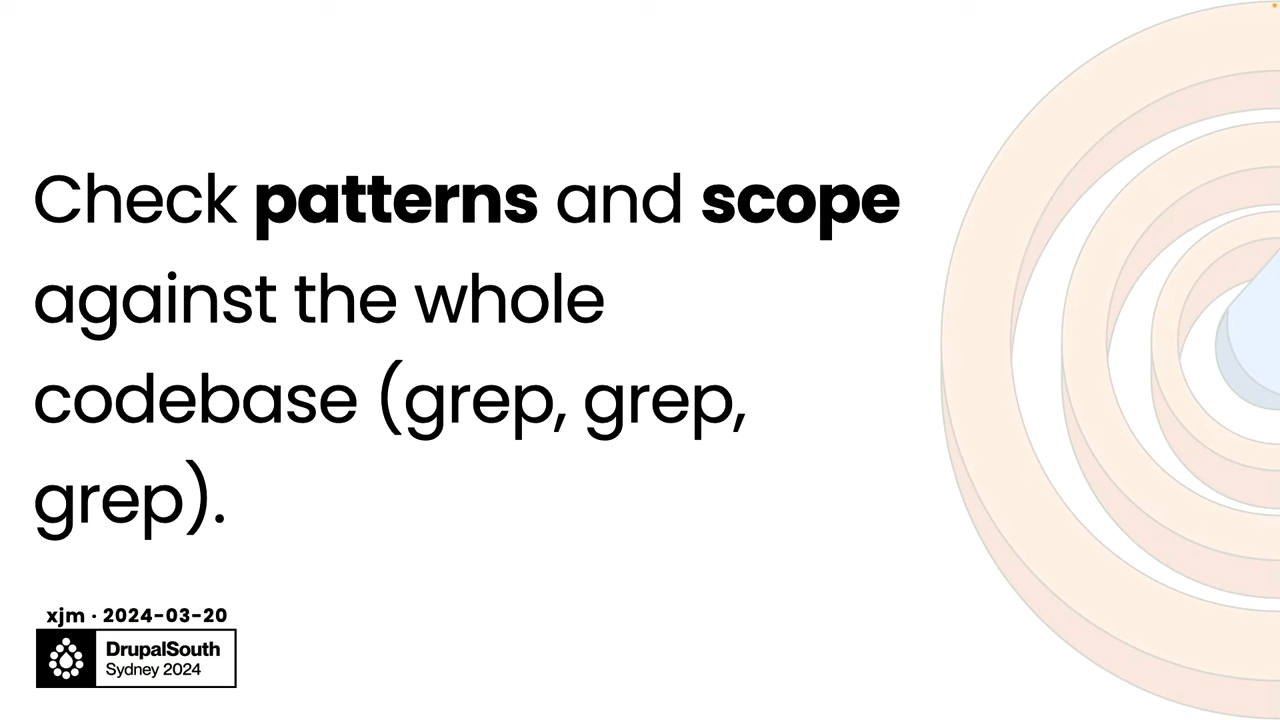 Check patterns and scope
against the whole
codebase (grep, grep,
grep).
xjm · 2024-03-20
DrupalSouth
Sydney 2024